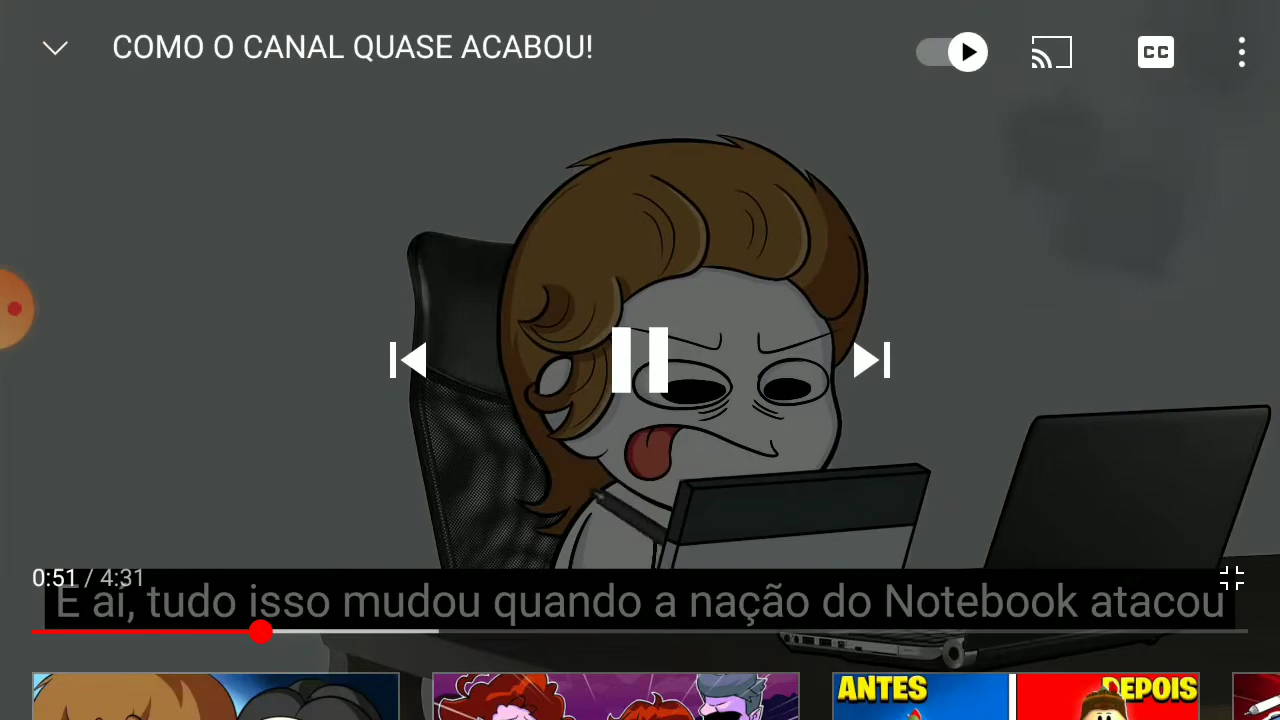 COMO O CANAL QUASE ACABOU!
CC
0:51 / 4:31
E aí, tudo isso mudou quando a nação do Notebook atacou
ANTES
DEPOIS